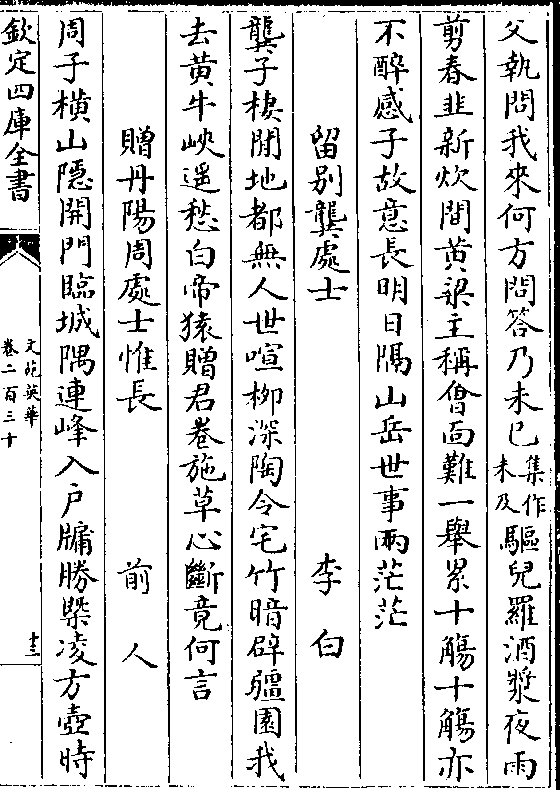 父執問我來何方問答乃未已集作未及驅兒羅酒漿夜雨
剪春韭新炊間黄粱主稱㑹面難一舉累十觴十觴亦
不醉感子故意長明日隔山岳世事兩茫茫
留别龔處士 李白
龔子棲閒地都無人世喧栁深陶令宅竹暗辟疆園我
去黄牛峽遥愁白帝猿贈君卷施草心斷竟何言
贈丹陽周處士惟長 前人
周子横山隱開門臨城隅連峰入户牖勝槩凌方壺時
欽定四庫全書
文苑英華
卷二百三十
十三